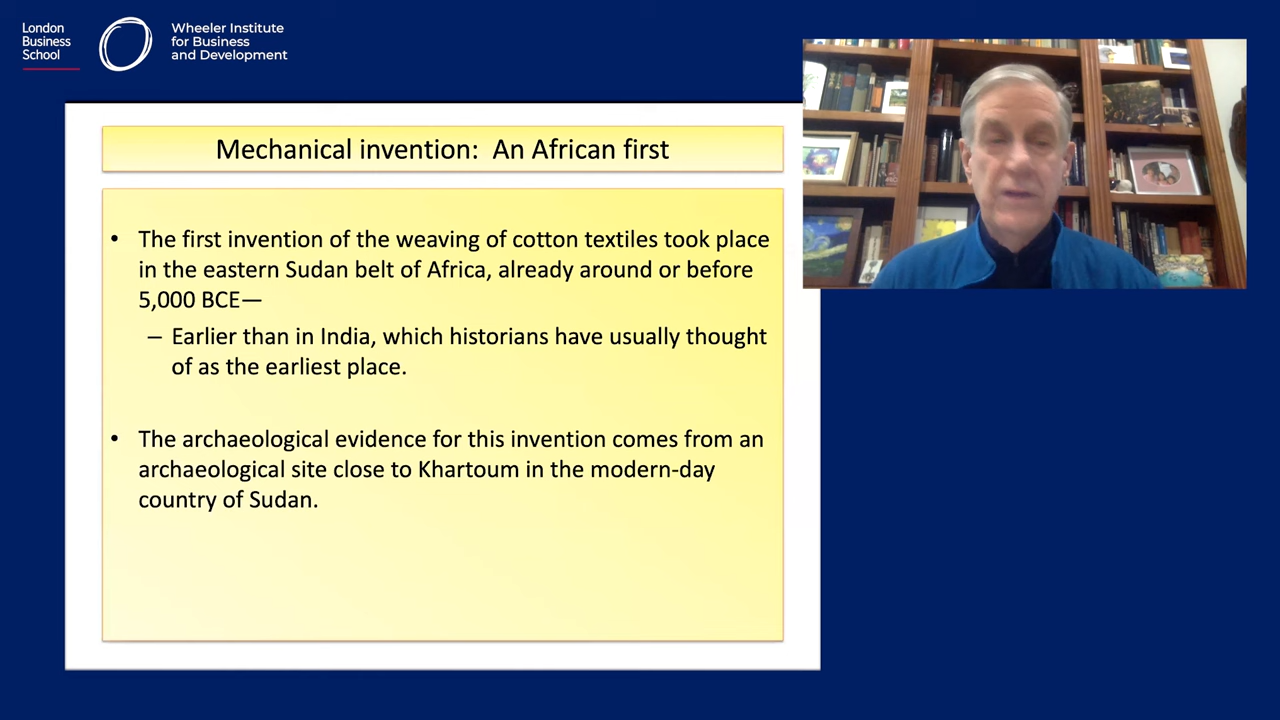 London
Business
School
Wheeler Institute
for Business
and Development
Mechanical invention: An African first
• The first invention of the weaving of cotton textiles took place
in the eastern Sudan belt of Africa, already around or before
5,000 BCE—
– Earlier than in India, which historians have usually thought
of as the earliest place.
• The archaeological evidence for this invention comes from an
archaeological site close to Khartoum in the modern-day
country of Sudan.